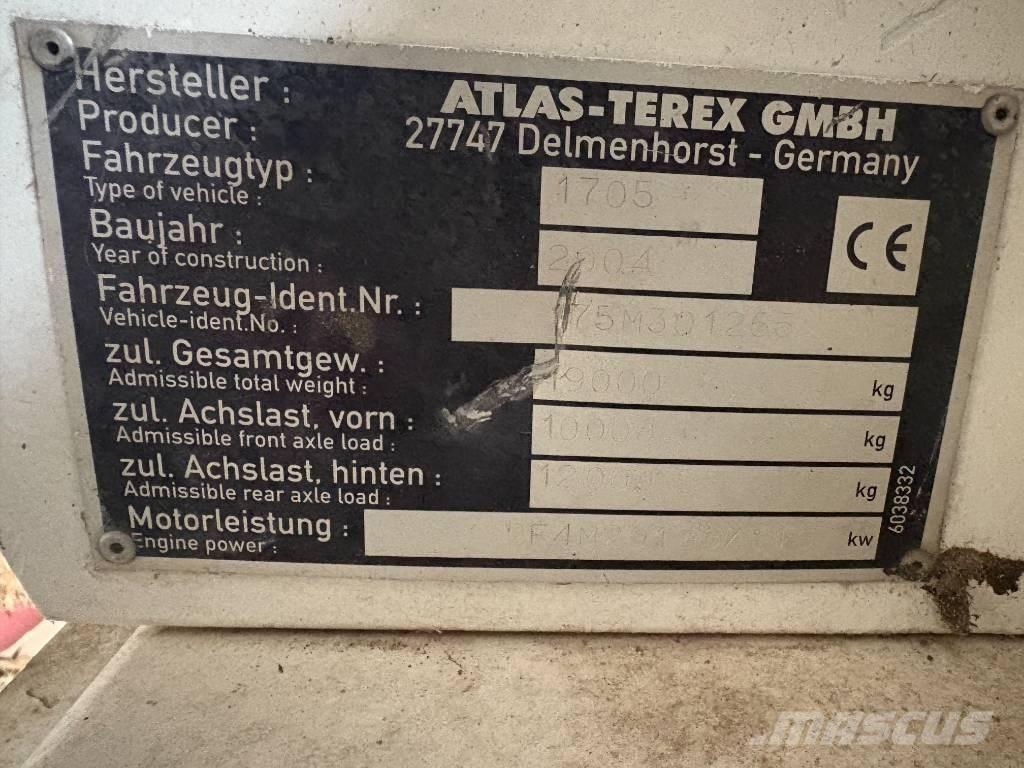 Hersteller :
Producer :
ATLAS-TEREX GMBH
27747 Delmenhorst - Germany
Fahrzeugtyp :
Type of vehicle :
1705
Baujahr :
Year of construction :
2004
CE
Fahrzeug-Ident.Nr. :
Vehicle-ident.No. :
zul. Gesamtgew. :
Admissible total weight :
19000 kg
zul. Achslast, vorn :
Admissible front axle load :
kg
zul. Achslast, hinten :
Admissible rear axle load :
kg
Motorleistung :
Engine power :
kw
6038332
MASCUS